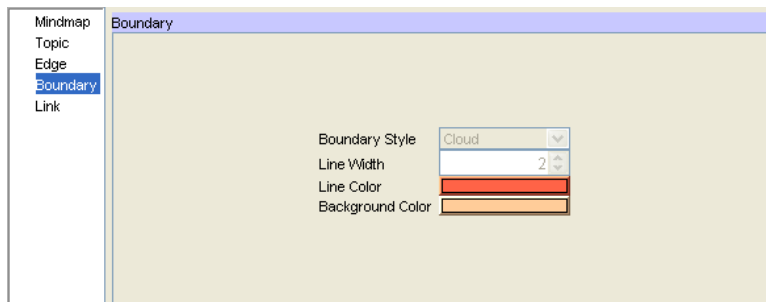 Mindmap
Topic
Edge
Boundary
Link
Boundary
Boundary Style Cloud
Line Width 2
Line Color
Background Color